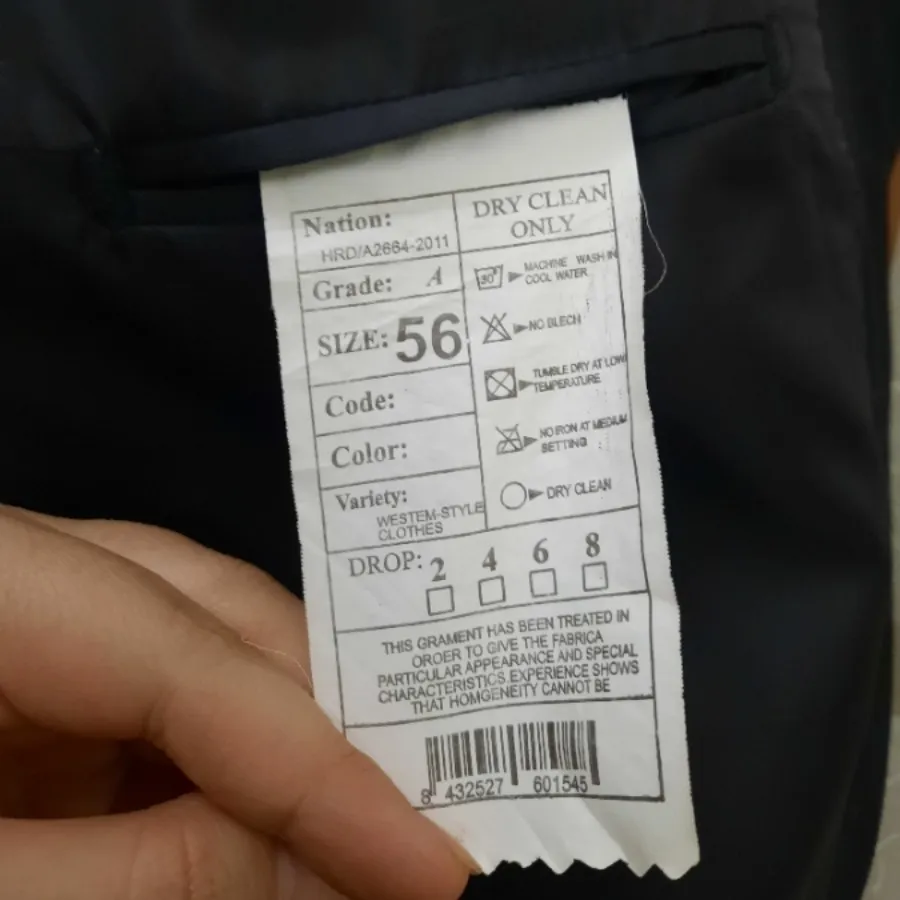 Nation:
HRD/A2664-2011
Grade: A
SIZE: 56
Code:
Color:
Variety:
WESTEM-STYLE
CLOTHES
DRY CLEAN
ONLY
30°
MACHINE WASH IN
COOL WATER
NO BLECH
TUMBLE DRY AT LOW
TEMPERATURE
NO IRON AT MEDIUM
SETTING
DRY CLEAN
DROP: 2 4 6 8
THIS GRAMENT HAS BEEN TREATED IN
OROER TO GIVE THE FABRICA
PARTICULAR APPEARANCE AND SPECIAL
CHARACTERISTICS.EXPERIENCE SHOWS
THAT HOMGENEITY CANNOT BE
8 432527 601545